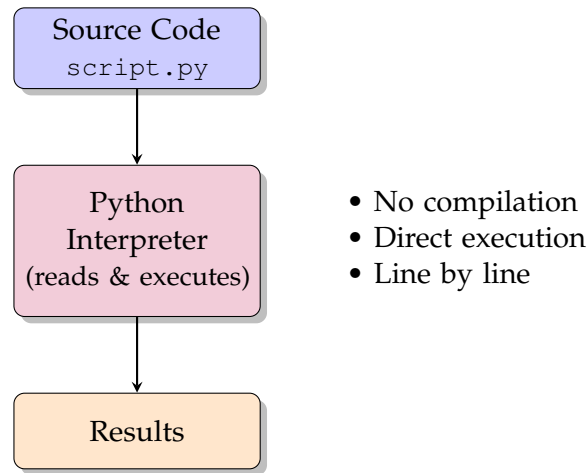 Source Code
script.py
Python
Interpreter
(reads & executes)
• No compilation
• Direct execution
• Line by line
Results